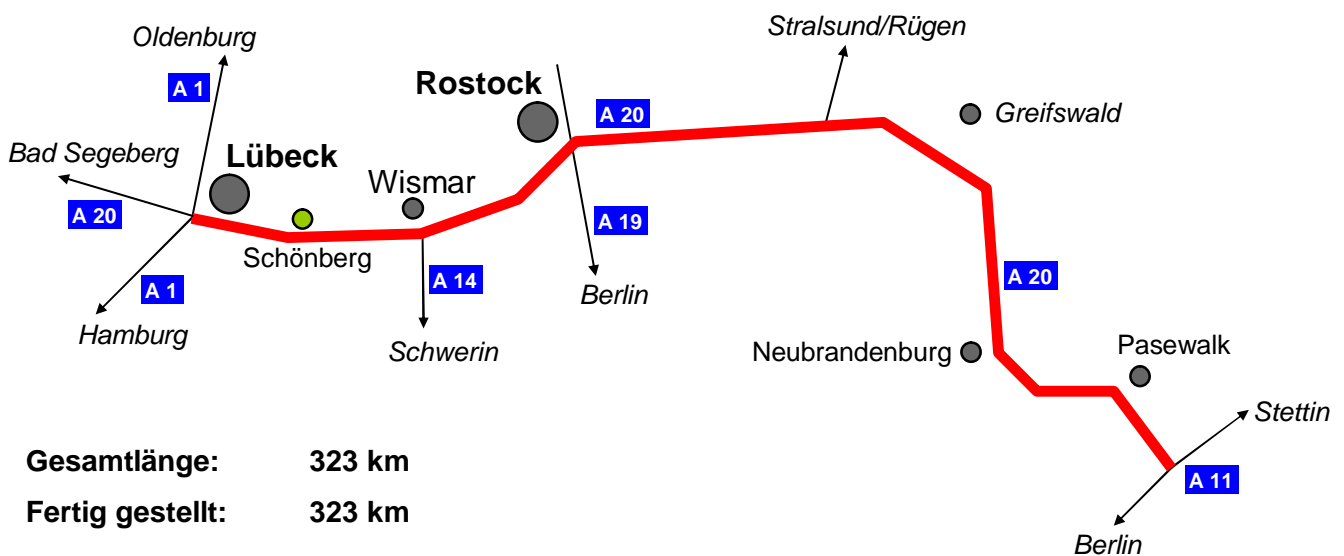 Stralsund/Rügen
Oldenburg
A 1
Rostock
A 20
Greifswald
Bad Segeberg
Lübeck
Wismar
A 20
A 19
Schönberg
A 14
A 20
A 1
Berlin
Hamburg
Schwerin
Neubrandenburg
Pasewalk
Stettin
Gesamtlänge: 323 km
A 11
Fertig gestellt: 323 km
Berlin